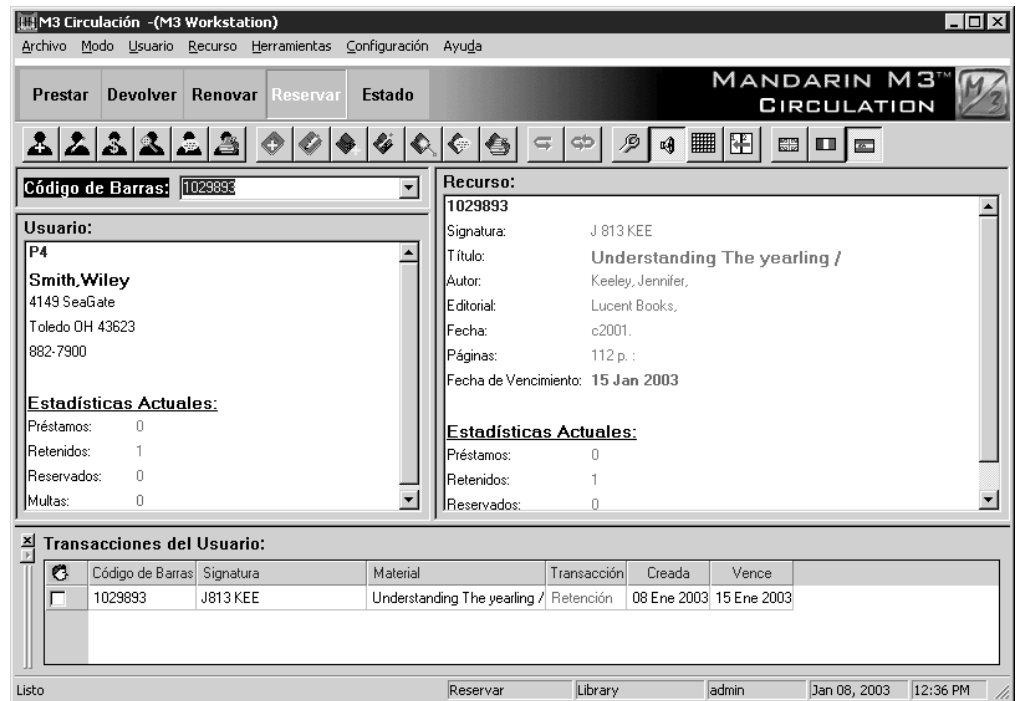 M3 Circulación -(M3 Workstation)
Archivo Modo Usuario Recurso Herramientas Configuración Ayuda
Prestar Devolver Renovar Reservar Estado
MANDARIN M3™
CIRCULATION
M3
Código de Barras: 1029893
Usuario:
P4
Smith,Wiley
4149 SeaGate
Toledo OH 43623
882-7900
Estadísticas Actuales:
Préstamos: 0
Retenidos: 1
Reservados: 0
Multas: 0
Recurso:
1029893
Signatura: J 813 KEE
Título: Understanding The yearling /
Autor: Keeley, Jennifer,
Editorial: Lucent Books,
Fecha: c2001.
Páginas: 112 p. :
Fecha de Vencimiento: 15 Jan 2003
Estadísticas Actuales:
Préstamos: 0
Retenidos: 1
Reservados: 0
Transacciones del Usuario:
Código de Barras Signatura Material Transacción Creada Vence
1029893 J813 KEE Understanding The yearling / Retención 08 Ene 2003 15 Ene 2003
Listo Reservar Library admin Jan 08, 2003 12:36 PM